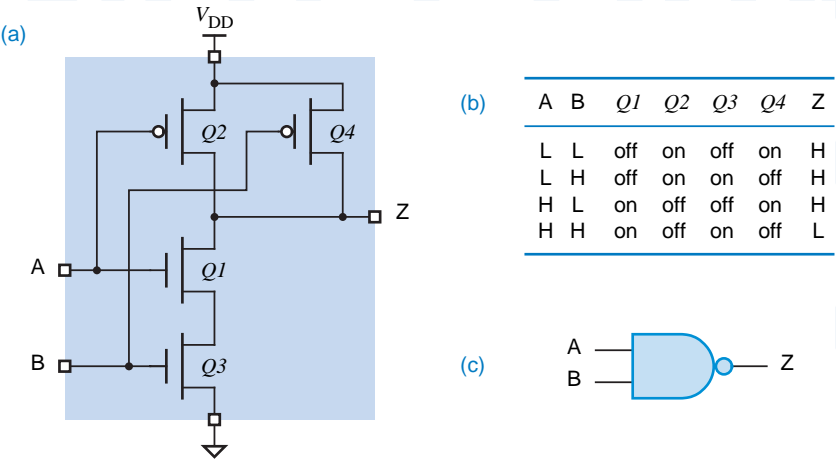 (a)
V_DD
Q2
Q4
Z
A
Q1
B
Q3
(b)
A B Q1 Q2 Q3 Q4 Z
L L off on off on H
L H off on on off H
H L on off off on H
H H on off on off L
(c)
A
B
Z